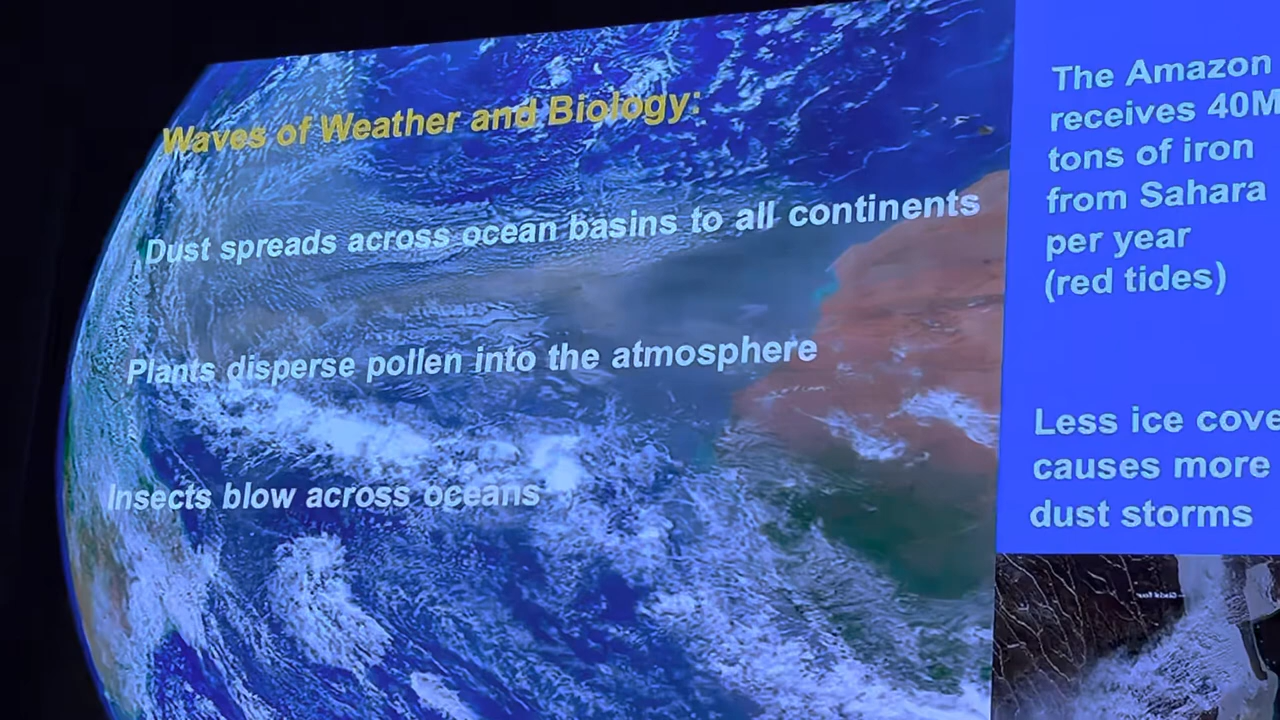 Waves of Weather and Biology:
Dust spreads across ocean basins to all continents
Plants disperse pollen into the atmosphere
Insects blow across oceans
The Amazon
receives 40M
tons of iron
from Sahara
per year
(red tides)
Less ice cove
causes more
dust storms